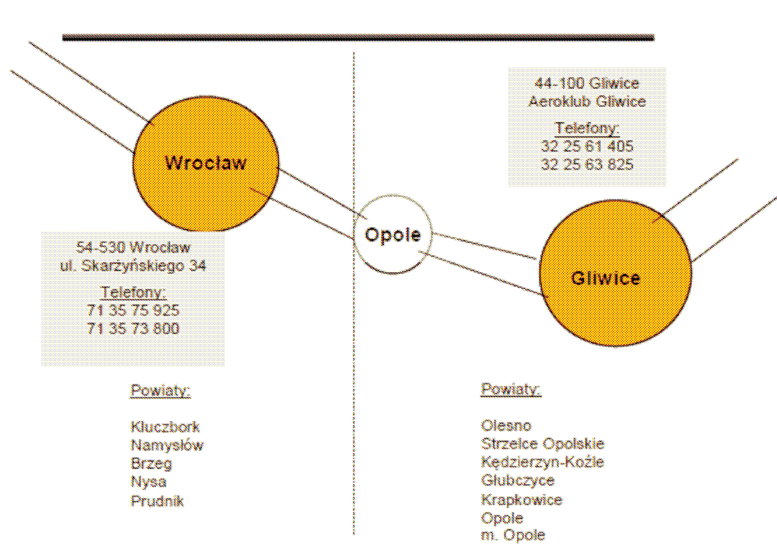 Wrocław
54-530 Wrocław
ul. Skarżyńskiego 34
Telefony:
71 35 75 925
71 35 73 800
Opole
44-100 Gliwice
Aeroklub Gliwice
Telefony:
32 25 61 405
32 25 63 825
Gliwice
Powiaty:
Kluczbork
Namysłów
Brzeg
Nysa
Prudnik
Powiaty:
Olesno
Strzelce Opolskie
Kędzierzyn-Koźle
Głubczyce
Krapkowice
Opole
m. Opole